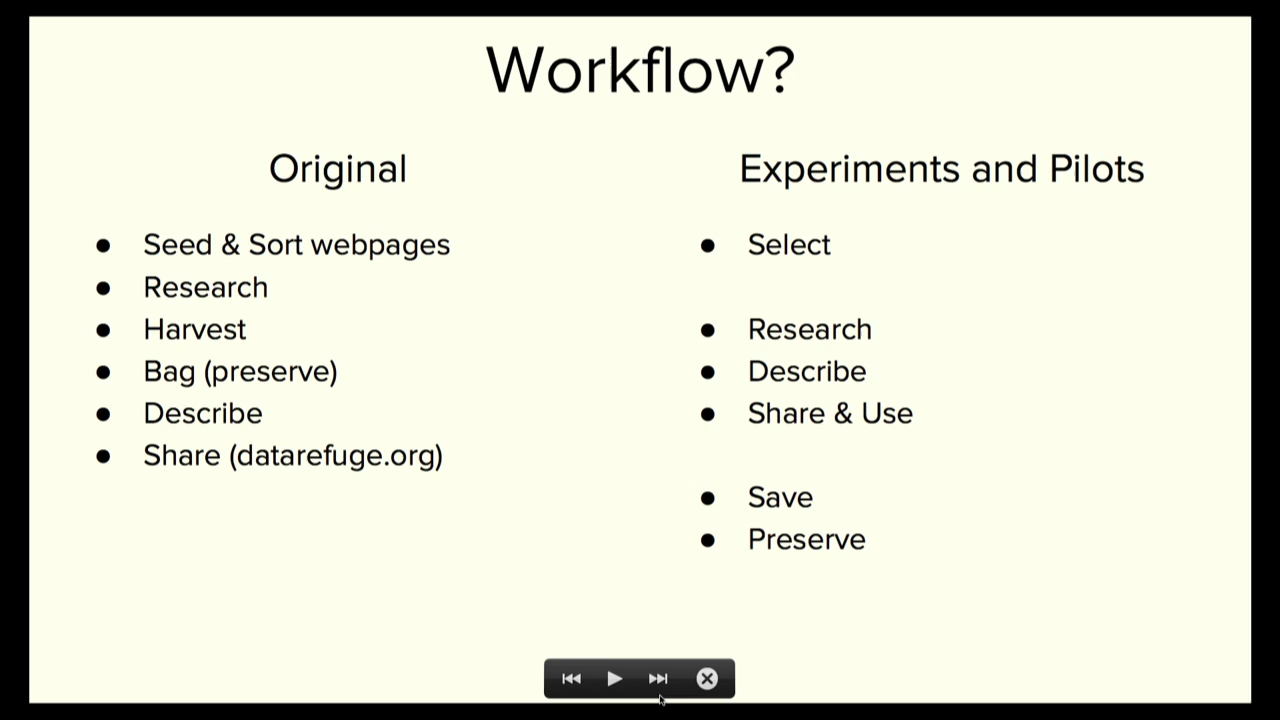 Workflow?
Original
● Seed & Sort webpages
● Research
● Harvest
● Bag (preserve)
● Describe
● Share (datarefuge.org)
Experiments and Pilots
● Select
● Research
● Describe
● Share & Use
● Save
● Preserve